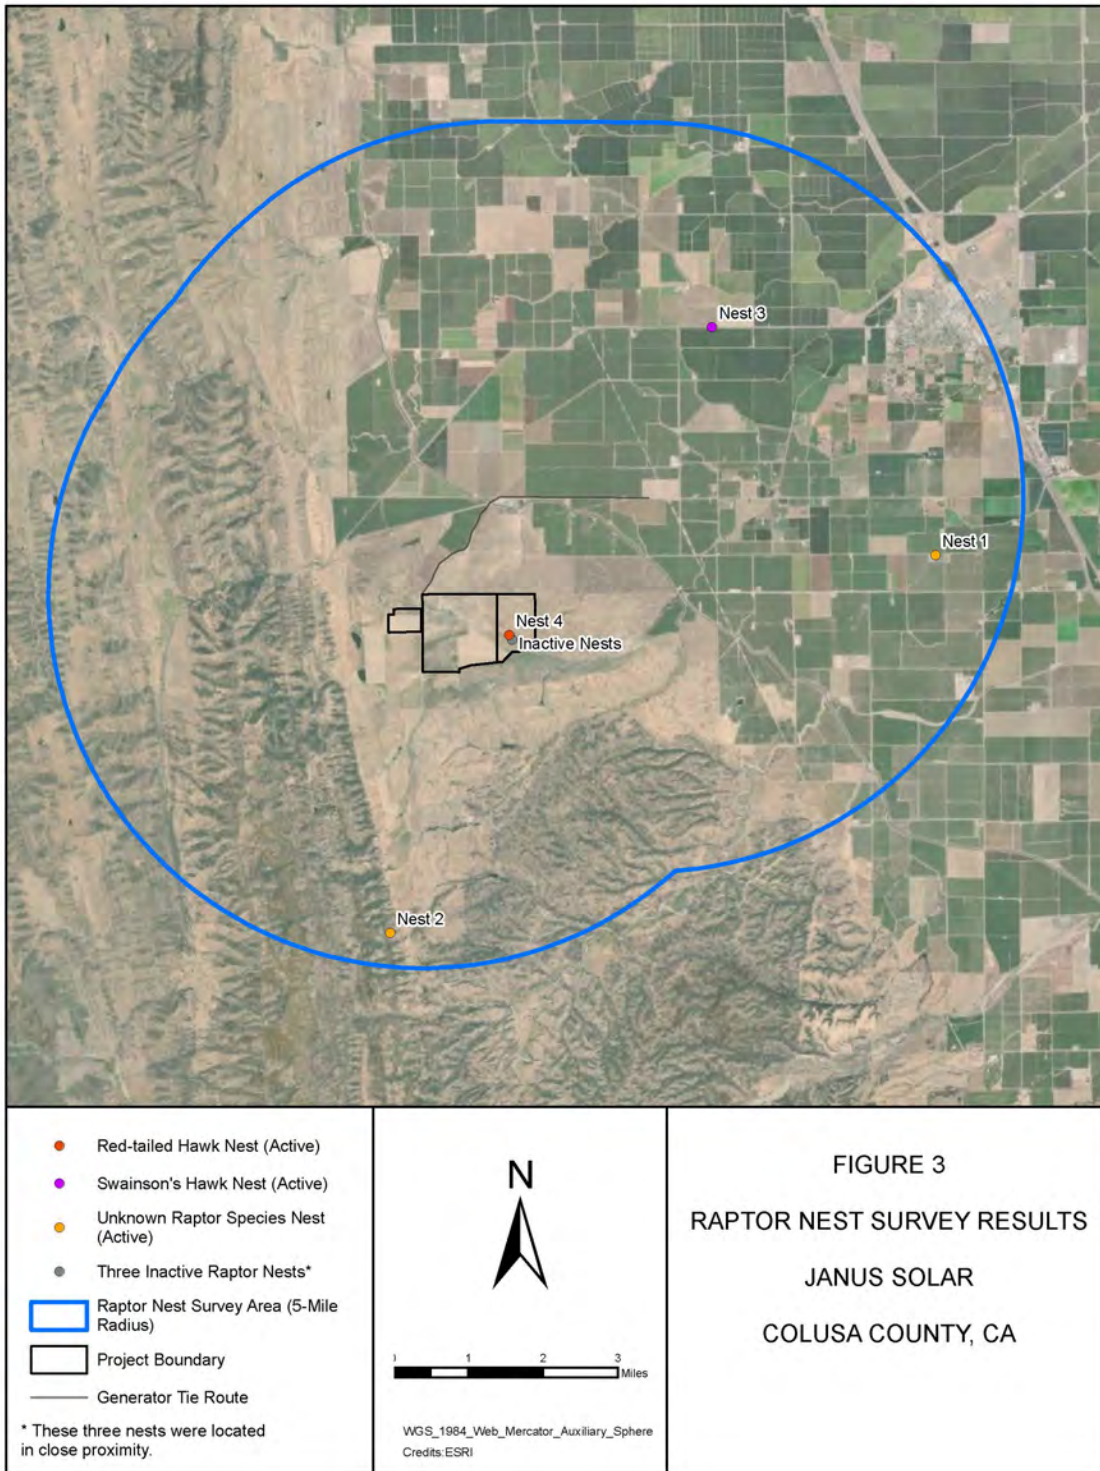 Nest 3
Nest 1
Nest 4
Inactive Nests
Nest 2
Red-tailed Hawk Nest (Active)
Swainson's Hawk Nest (Active)
Unknown Raptor Species Nest
(Active)
Three Inactive Raptor Nests*
Raptor Nest Survey Area (5-Mile
Radius)
Project Boundary
Generator Tie Route
* These three nests were located
in close proximity.
N
0 1 2 3
Miles
WGS_1984_Web_Mercator_Auxiliary_Sphere
Credits:ESRI
FIGURE 3
RAPTOR NEST SURVEY RESULTS
JANUS SOLAR
COLUSA COUNTY, CA